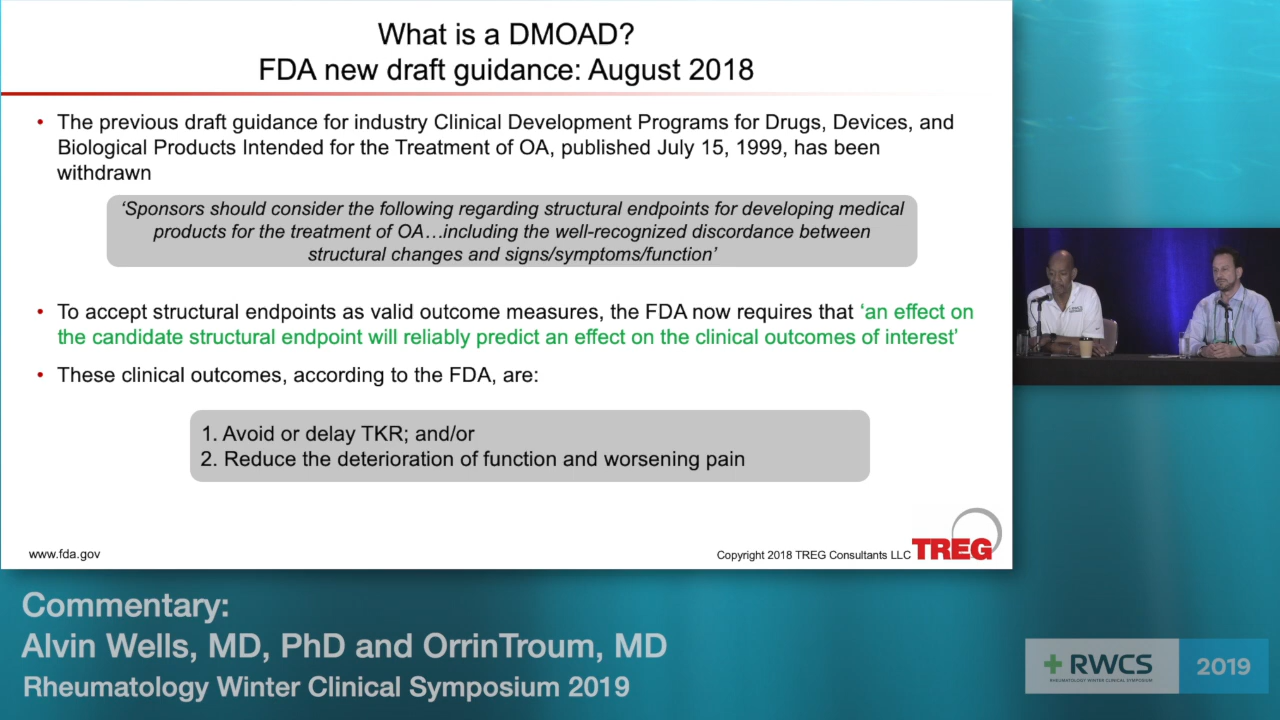 What is a DMOAD?
FDA new draft guidance: August 2018
• The previous draft guidance for industry Clinical Development Programs for Drugs, Devices, and
Biological Products Intended for the Treatment of OA, published July 15, 1999, has been
withdrawn
‘Sponsors should consider the following regarding structural endpoints for developing medical
products for the treatment of OA…including the well-recognized discordance between
structural changes and signs/symptoms/function’
• To accept structural endpoints as valid outcome measures, the FDA now requires that ‘an effect on
the candidate structural endpoint will reliably predict an effect on the clinical outcomes of interest’
• These clinical outcomes, according to the FDA, are:
1. Avoid or delay TKR; and/or
2. Reduce the deterioration of function and worsening pain
www.fda.gov
Copyright 2018 TREG Consultants LLC
TREG
Commentary:
Alvin Wells, MD, PhD and OrrinTroum, MD
Rheumatology Winter Clinical Symposium 2019
RWCS
RHEUMATOLOGY WINTER CLINICAL SYMPOSIUM
2019